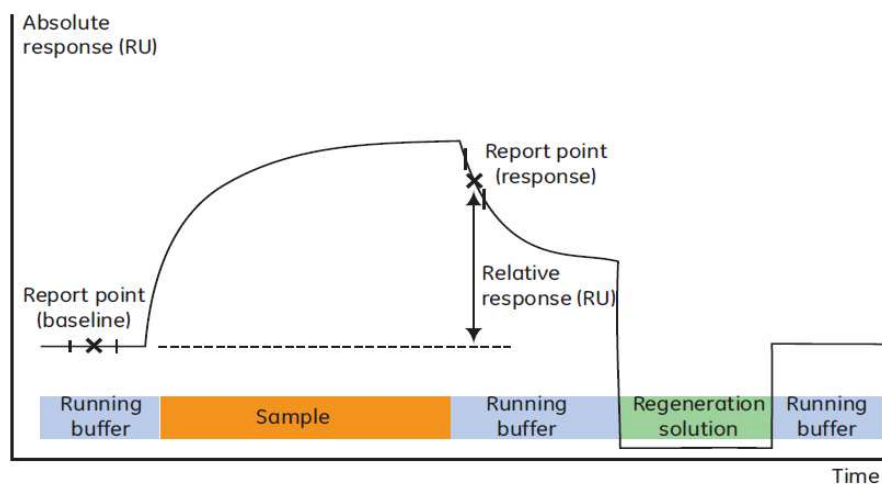 Absolute
response (RU)
Report point
(response)
Relative
response (RU)
Report point
(baseline)
Running
buffer
Sample
Running
buffer
Regeneration
solution
Running
buffer
Time